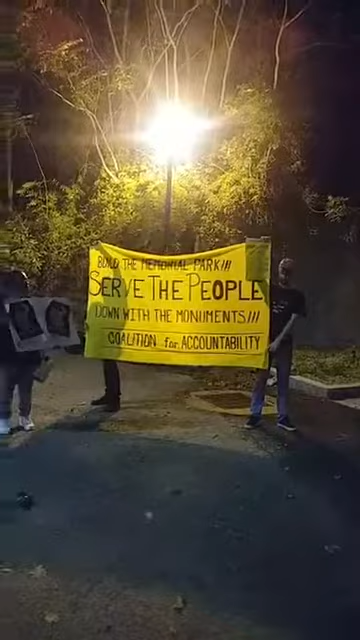 BUILD THE MEMORIAL PARK!!!
SERVE THE PEOPLE
DOWN WITH THE MONUMENTS!!!
COALITION for ACCOUNTABILITY